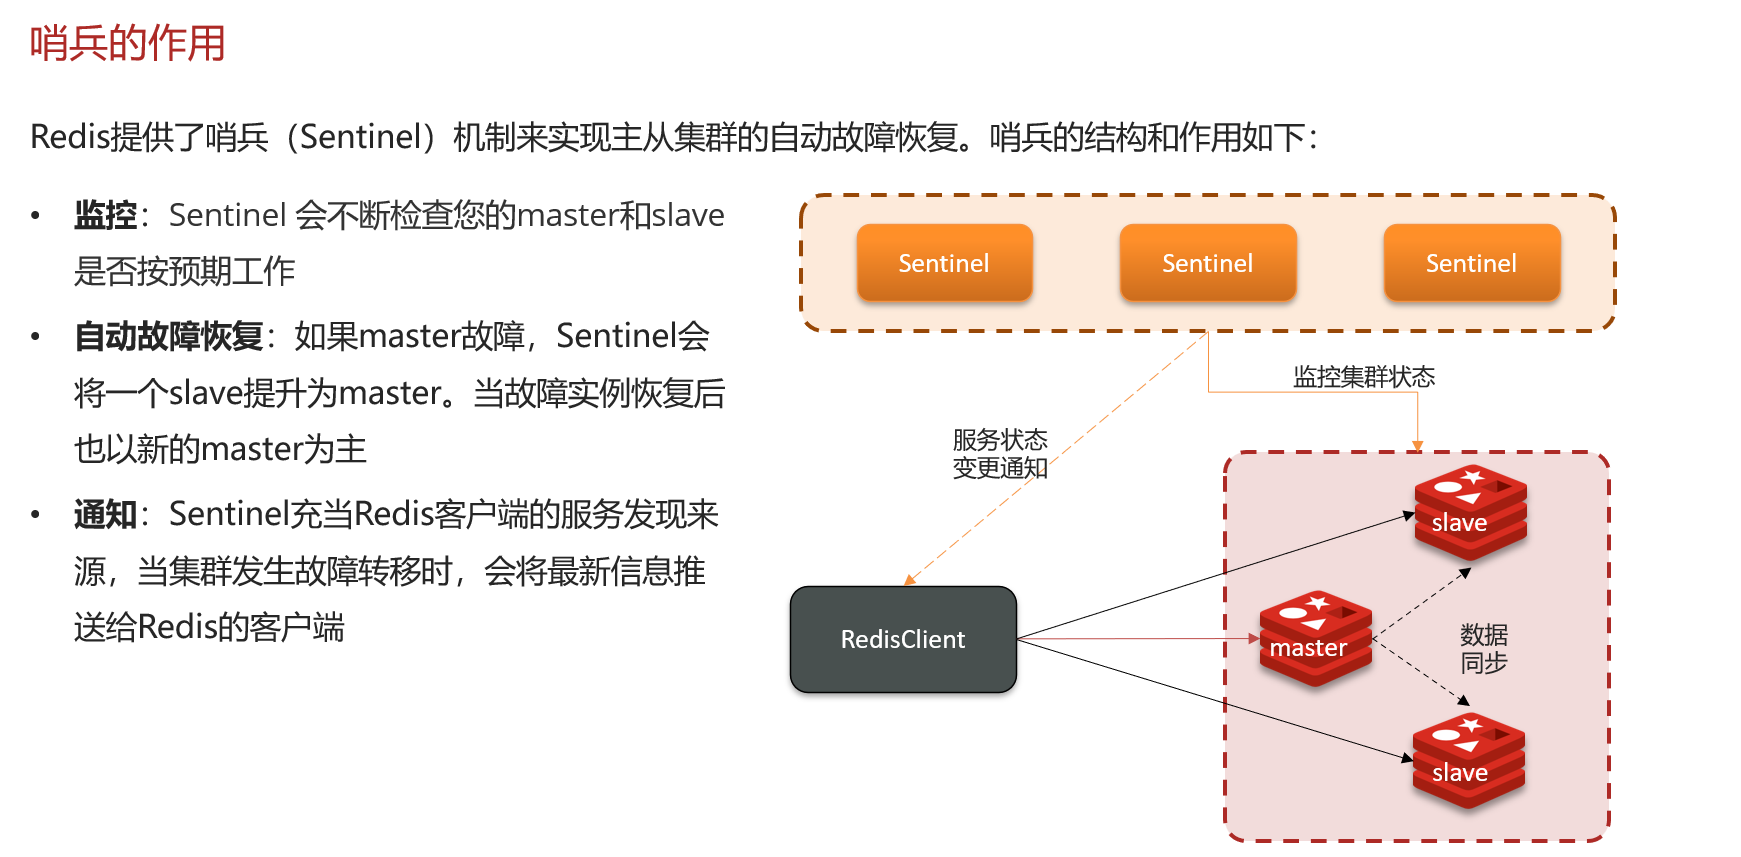 哨兵的作用
Redis提供了哨兵（Sentinel）机制来实现主从集群的自动故障恢复。哨兵的结构和作用如下：
• 监控：Sentinel 会不断检查您的master和slave
是否按预期工作
• 自动故障恢复：如果master故障，Sentinel会
将一个slave提升为master。当故障实例恢复后
也以新的master为主
• 通知：Sentinel充当Redis客户端的服务发现来
源，当集群发生故障转移时，会将最新信息推
送给Redis的客户端
Sentinel
Sentinel
Sentinel
监控集群状态
服务状态
变更通知
RedisClient
slave
master
数据
同步
slave